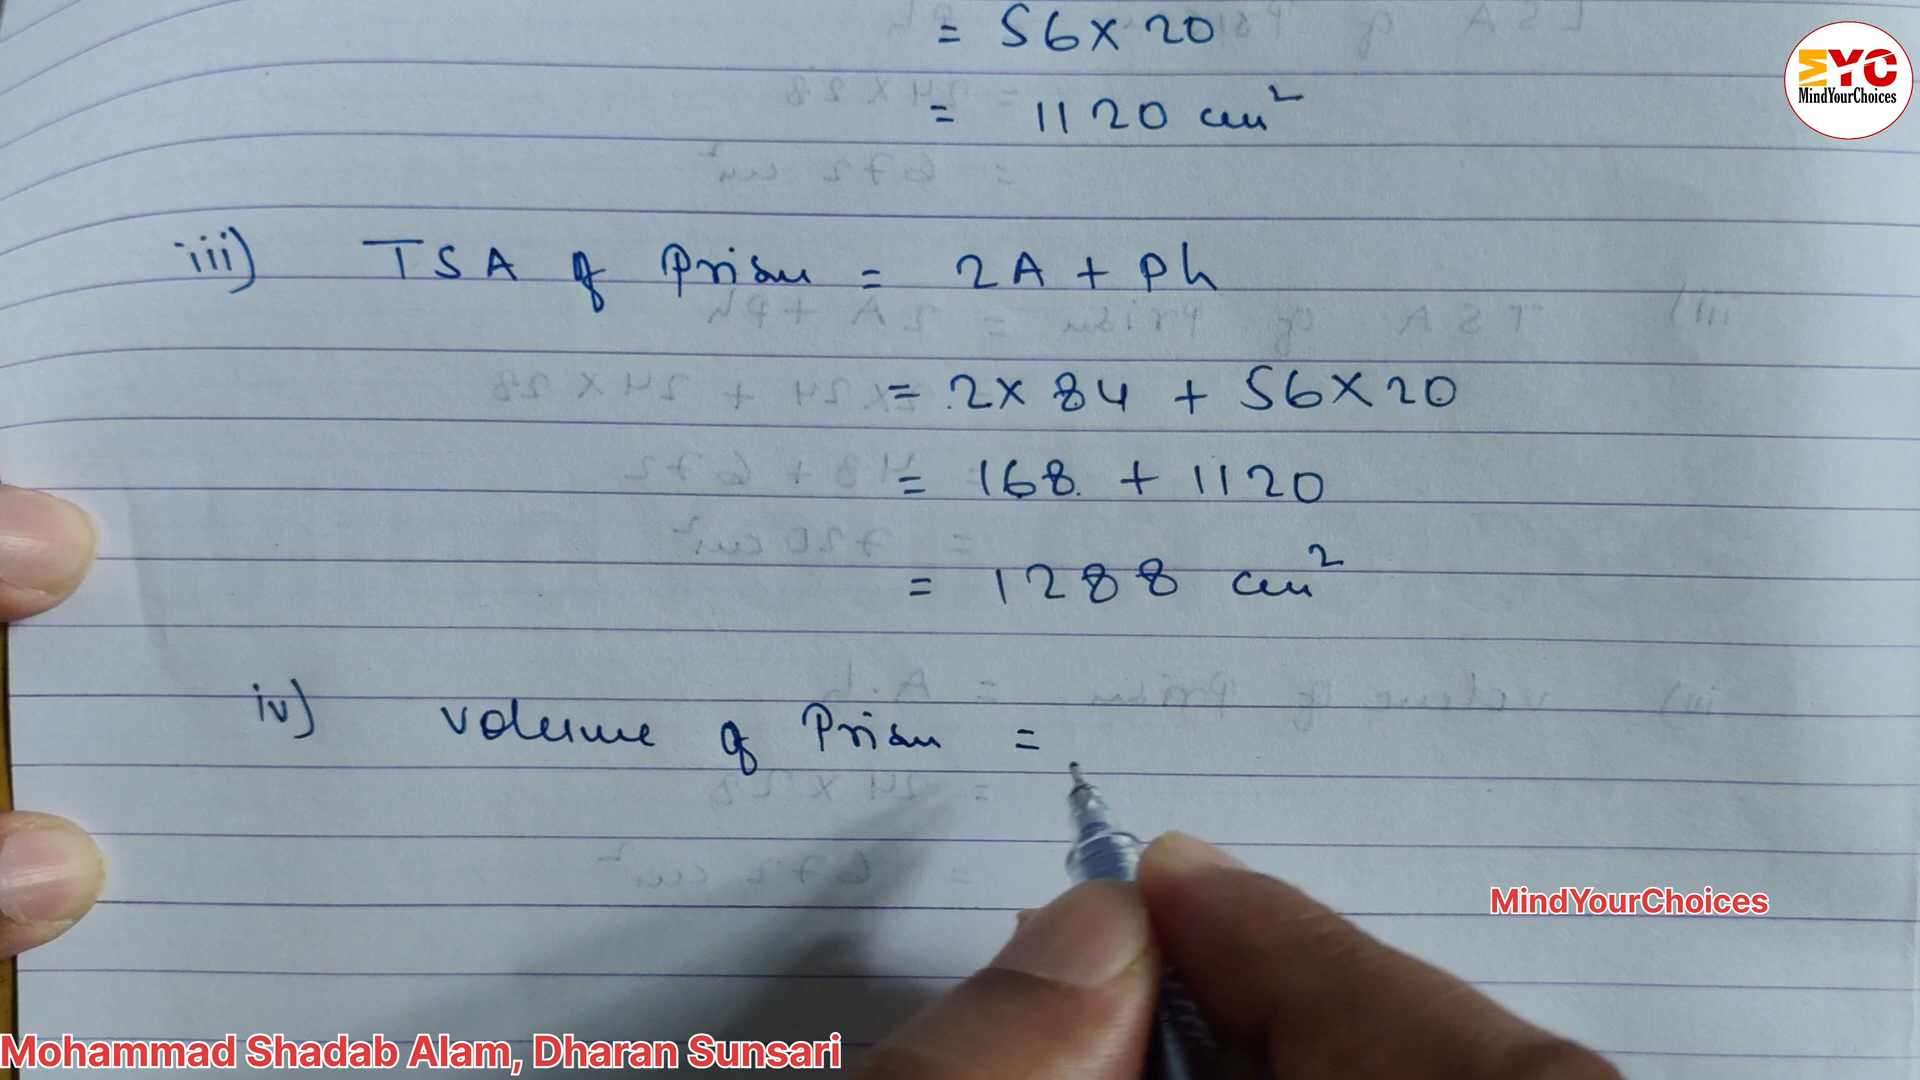 = 56 × 20
= 1120 cm²
MYC
MindYourChoices
iii) TSA of Prism = 2A + Ph
= 2 × 84 + 56 × 20
= 168 + 1120
= 1288 cm²
iv) volume of Prism =
MindYourChoices
Mohammad Shadab Alam, Dharan Sunsari